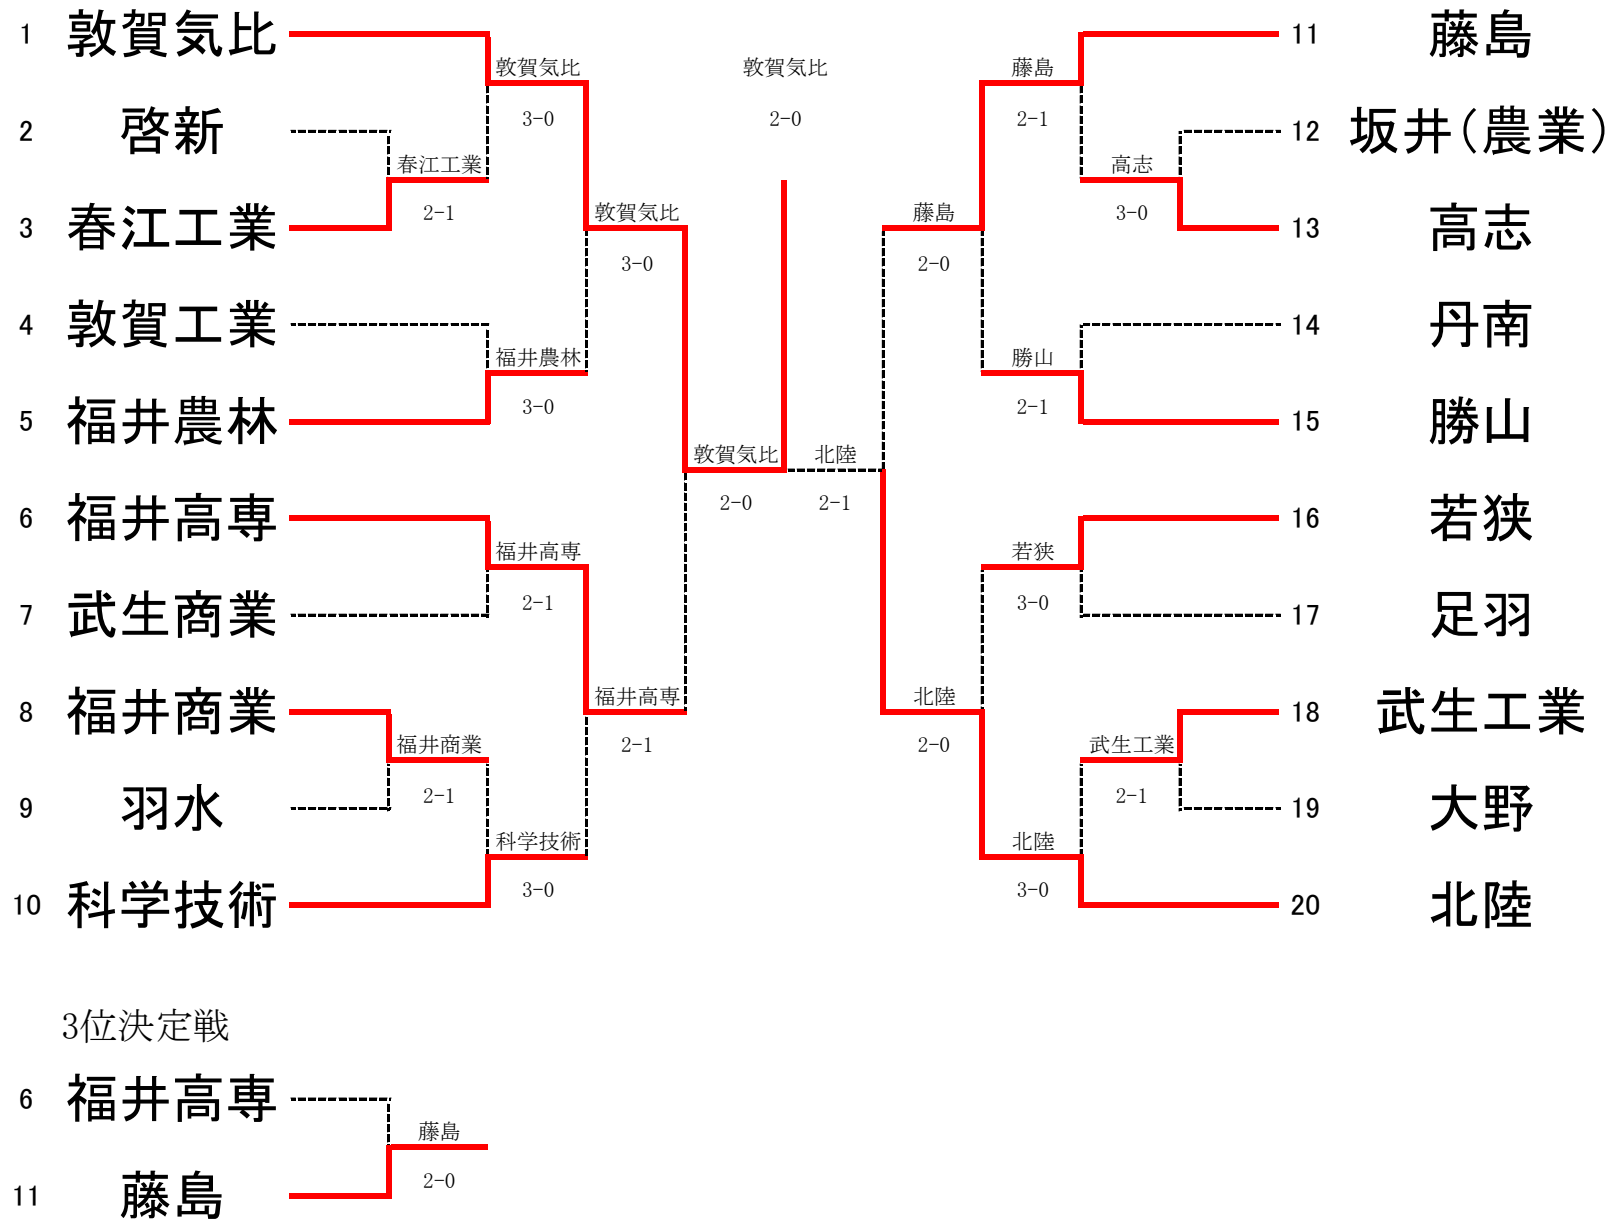 1 敦賀気比
2 啓新
3 春江工業
4 敦賀工業
5 福井農林
6 福井高専
7 武生商業
8 福井商業
9 羽水
10 科学技術
春江工業
2-1
福井商業
2-1
敦賀気比
3-0
福井農林
3-0
福井高専
2-1
科学技術
3-0
敦賀気比
3-0
福井高専
2-1
敦賀気比
2-0
敦賀気比
2-0
北陸
2-1
藤島
2-0
北陸
2-0
藤島
2-1
勝山
2-1
若狭
3-0
北陸
3-0
高志
3-0
武生工業
2-1
11 藤島
12 坂井(農業)
13 高志
14 丹南
15 勝山
16 若狭
17 足羽
18 武生工業
19 大野
20 北陸
3位決定戦
6 福井高専
11 藤島
藤島
2-0